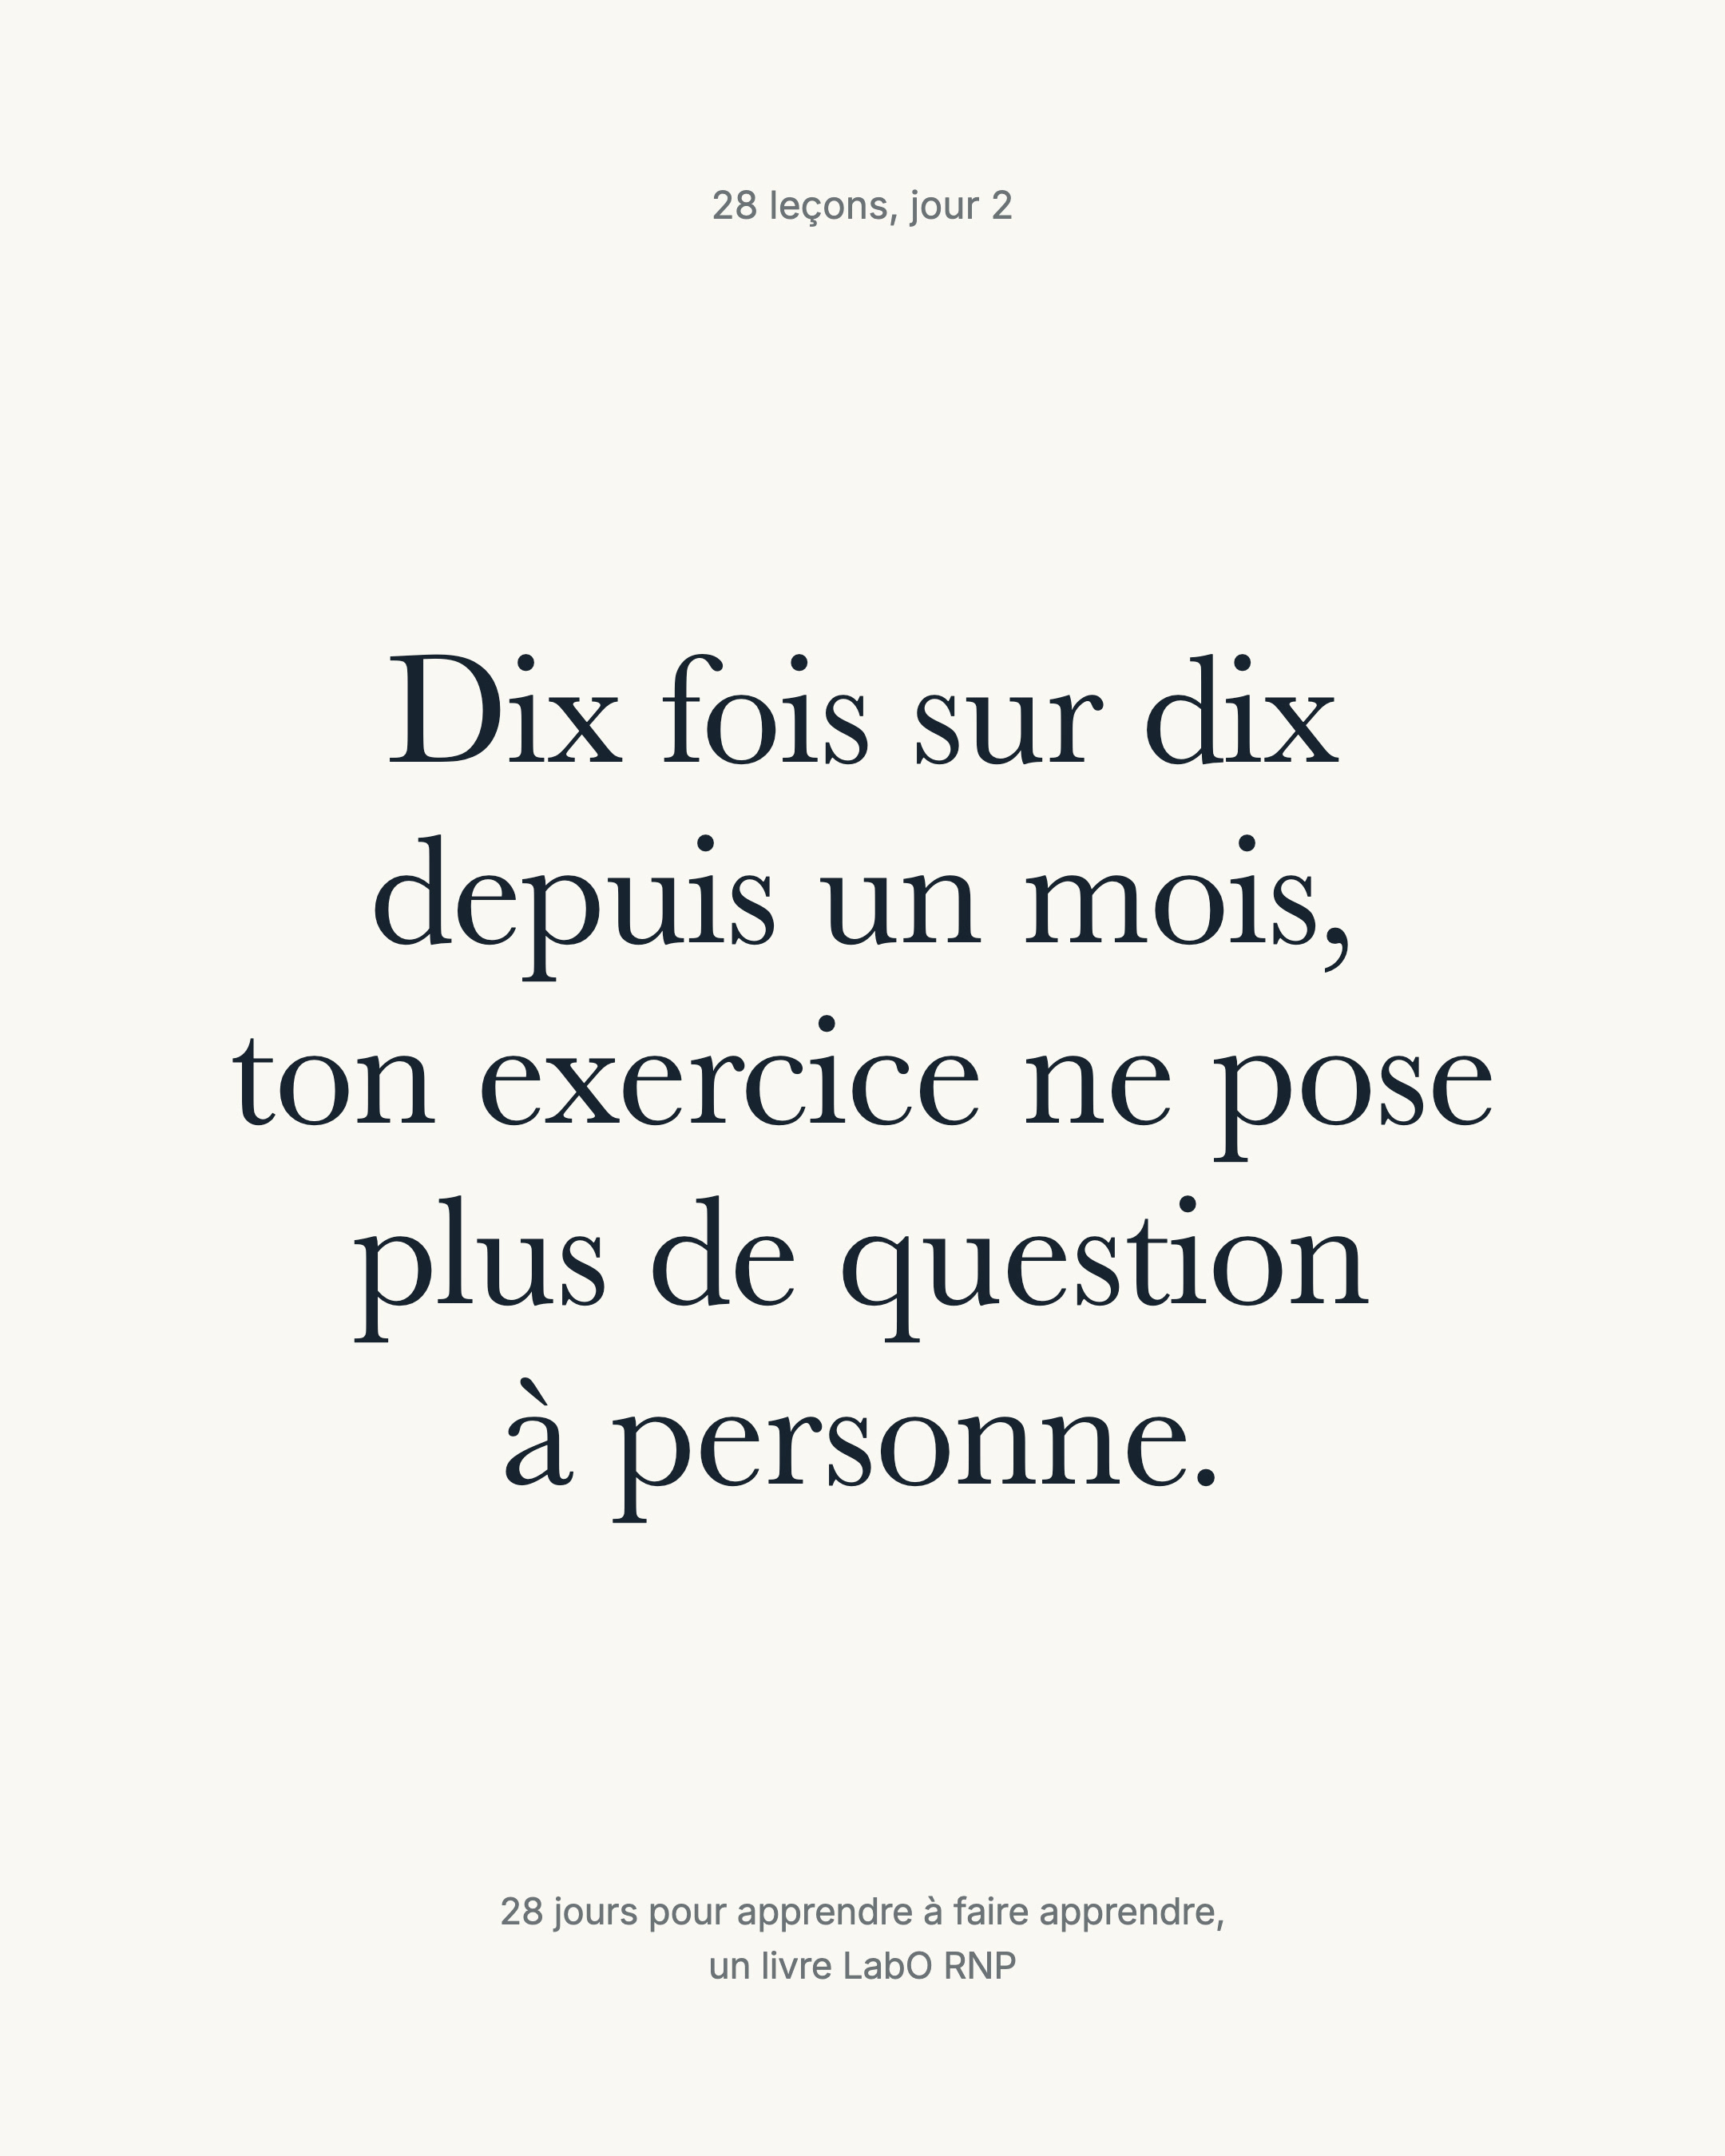 28 leçons, jour 2
Dix fois sur dix
depuis un mois,
ton exercice ne pose
plus de question
à personne.
28 jours pour apprendre à faire apprendre,
un livre LabO RNP